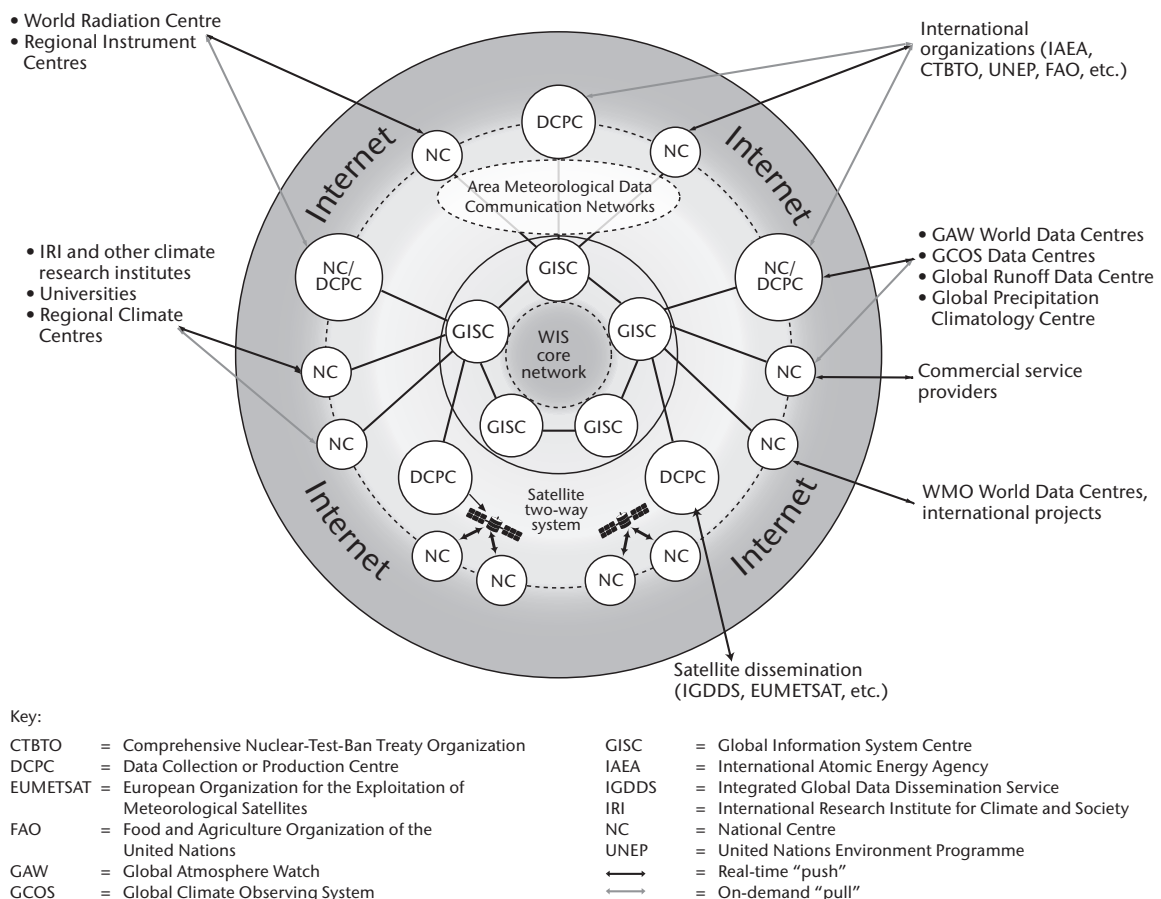 • World Radiation Centre
• Regional Instrument
Centres
International
organizations (IAEA,
CTBTO, UNEP, FAO, etc.)
DCPC
NC
NC
Internet
Internet
Area Meteorological Data
Communication Networks
• IRI and other climate
research institutes
• Universities
• Regional Climate
Centres
NC/
DCPC
GISC
NC/
DCPC
• GAW World Data Centres
• GCOS Data Centres
• Global Runoff Data Centre
• Global Precipitation
Climatology Centre
GISC
GISC
WIS
core
network
NC
NC
Commercial service
providers
GISC
GISC
NC
NC
DCPC
DCPC
Satellite
two-way
system
WMO World Data Centres,
international projects
Internet
Internet
NC
NC
NC
NC
Satellite dissemination
(IGDDS, EUMETSAT, etc.)
Key:
CTBTO = Comprehensive Nuclear-Test-Ban Treaty Organization
DCPC = Data Collection or Production Centre
EUMETSAT = European Organization for the Exploitation of
Meteorological Satellites
FAO = Food and Agriculture Organization of the
United Nations
GAW = Global Atmosphere Watch
GCOS = Global Climate Observing System
GISC = Global Information System Centre
IAEA = International Atomic Energy Agency
IGDDS = Integrated Global Data Dissemination Service
IRI = International Research Institute for Climate and Society
NC = National Centre
UNEP = United Nations Environment Programme
= Real-time “push”
= On-demand “pull”